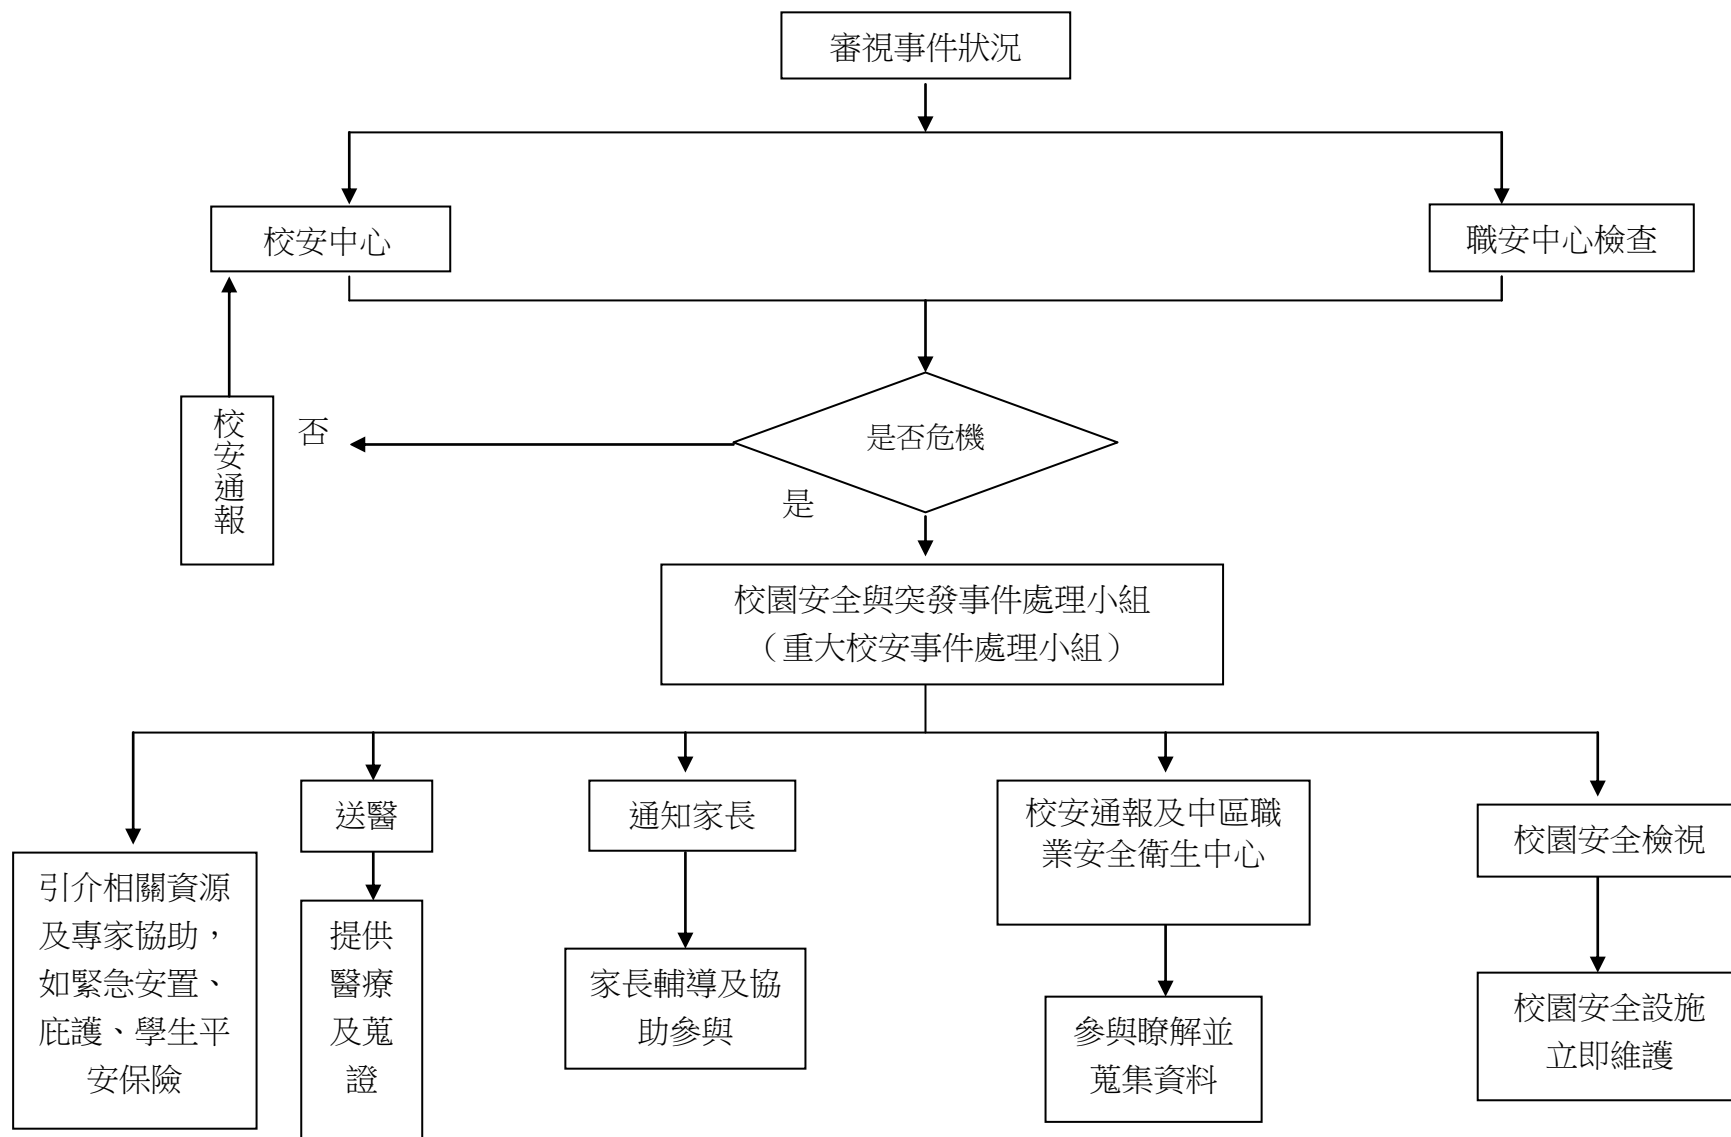 審視事件狀況
校安中心
職安中心檢查
校安通報
否
是否危機
是
校園安全與突發事件處理小組
（重大校安事件處理小組）
引介相關資源
及專家協助，
如緊急安置、
庇護、學生平
安保險
送醫
提供
醫療
及蒐
證
通知家長
家長輔導及協
助參與
校安通報及中區職
業安全衛生中心
參與瞭解並
蒐集資料
校園安全檢視
校園安全設施
立即維護